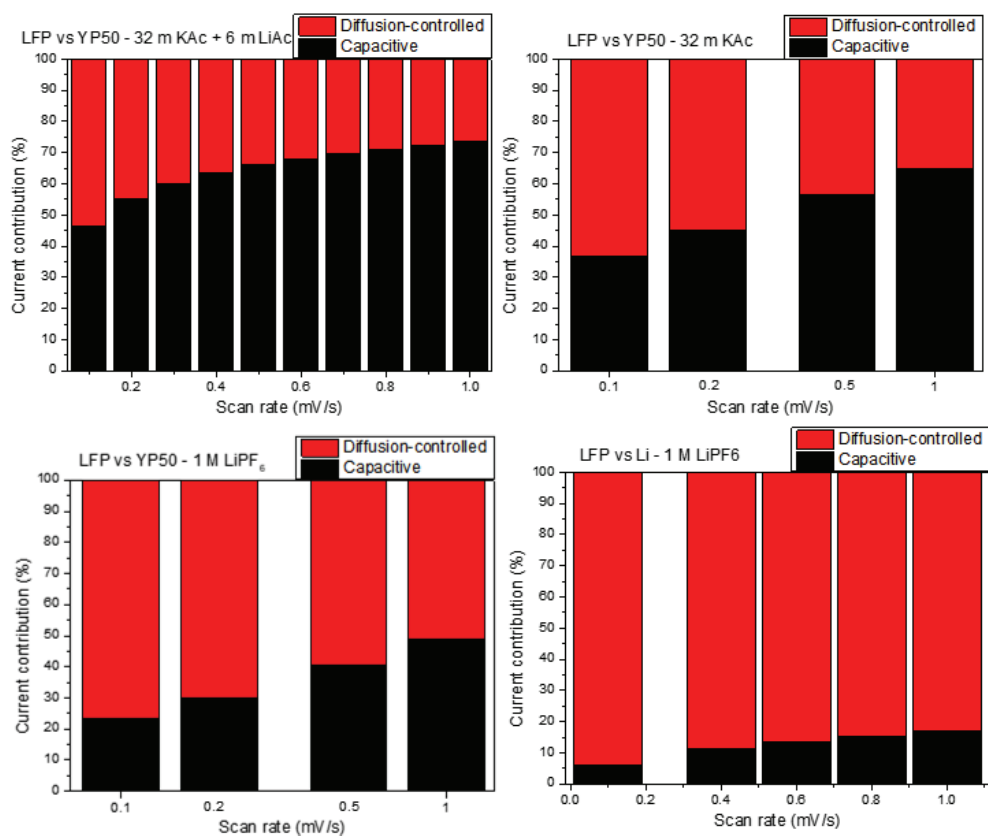 LFP vs YP50 - 32 m KAc + 6 m LiAc
Diffusion-controlled
Capacitive
Current contribution (%)
100
90
80
70
60
50
40
30
20
10
0
0.2 0.4 0.6 0.8 1.0
Scan rate (mV/s)
LFP vs YP50 - 32 m KAc
Diffusion-controlled
Capacitive
Current contribution (%)
100
90
80
70
60
50
40
30
20
10
0
0.1 0.2 0.5 1
Scan rate (mV/s)
LFP vs YP50 - 1 M LiPF₆
Diffusion-controlled
Capacitive
Current contribution (%)
100
90
80
70
60
50
40
30
20
10
0
0.1 0.2 0.5 1
Scan rate (mV/s)
LFP vs Li - 1 M LiPF6
Diffusion-controlled
Capacitive
Current contribution (%)
100
90
80
70
60
50
40
30
20
10
0
0.0 0.2 0.4 0.6 0.8 1.0
Scan rate (mV/s)